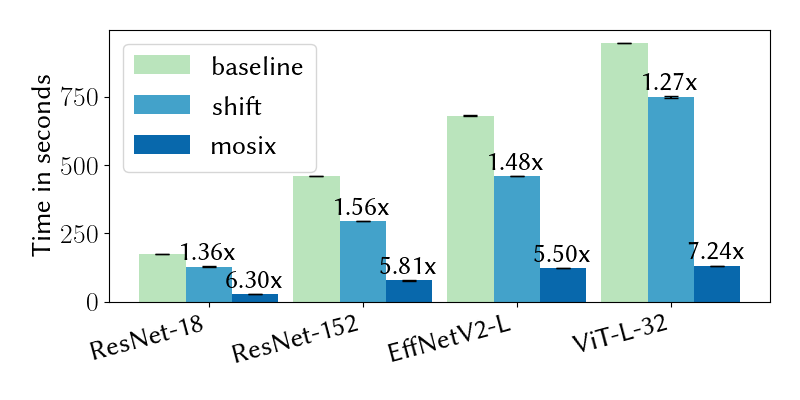 baseline
shift
mosix
Time in seconds
750
500
250
0
1.36x
6.30x
1.56x
5.81x
1.48x
5.50x
1.27x
7.24x
ResNet-18
ResNet-152
EffNetV2-L
ViT-L-32